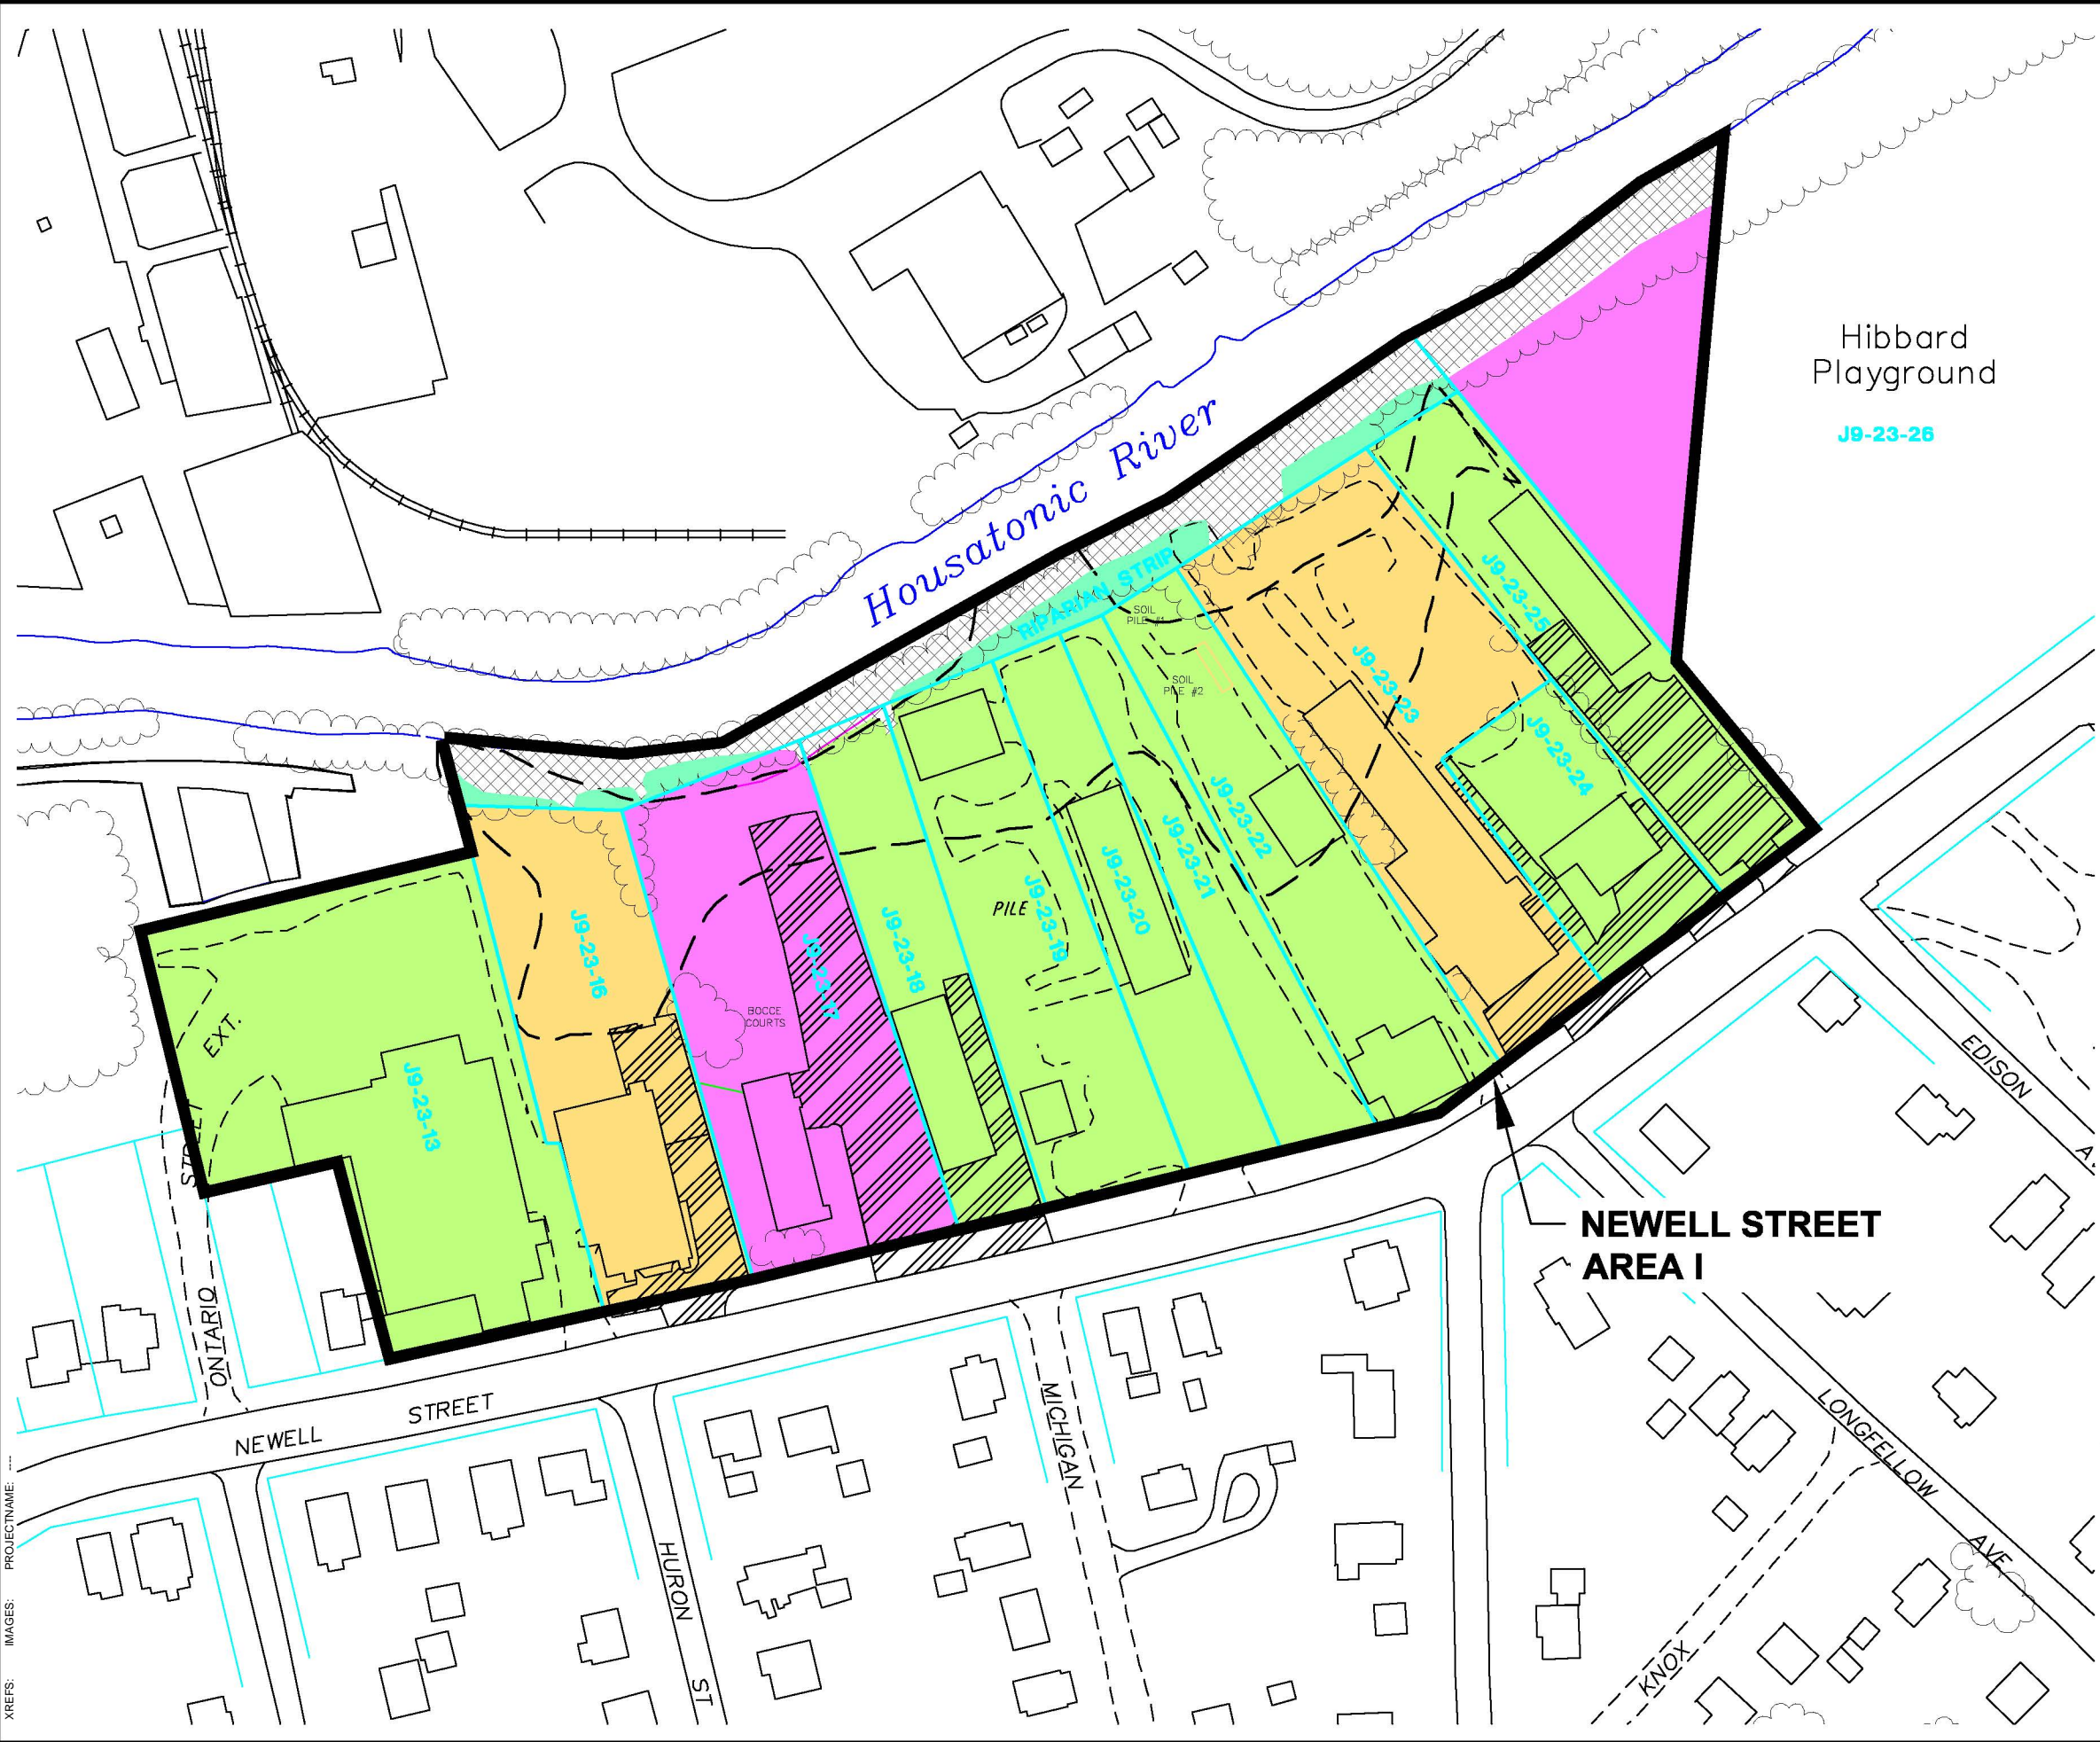 Hibbard
Playground
J9-23-26
Housatonic River
RIPARIAN STRIP
SOIL
PILE #1
SOIL
PILE #2
J9-23-25
J9-23-23
J9-23-24
J9-23-22
J9-23-21
J9-23-20
J9-23-19
PILE
J9-23-18
J9-23-17
BOCCE
COURTS
J9-23-16
J9-23-13
EXT.
STREET
ONTARIO
NEWELL STREET
AREA I
EDISON
A
NEWELL STREET
MICHIGAN
HURON ST
LONGFELLOW AVE
KNOX
XREFS: IMAGES: PROJECTNAME: ----